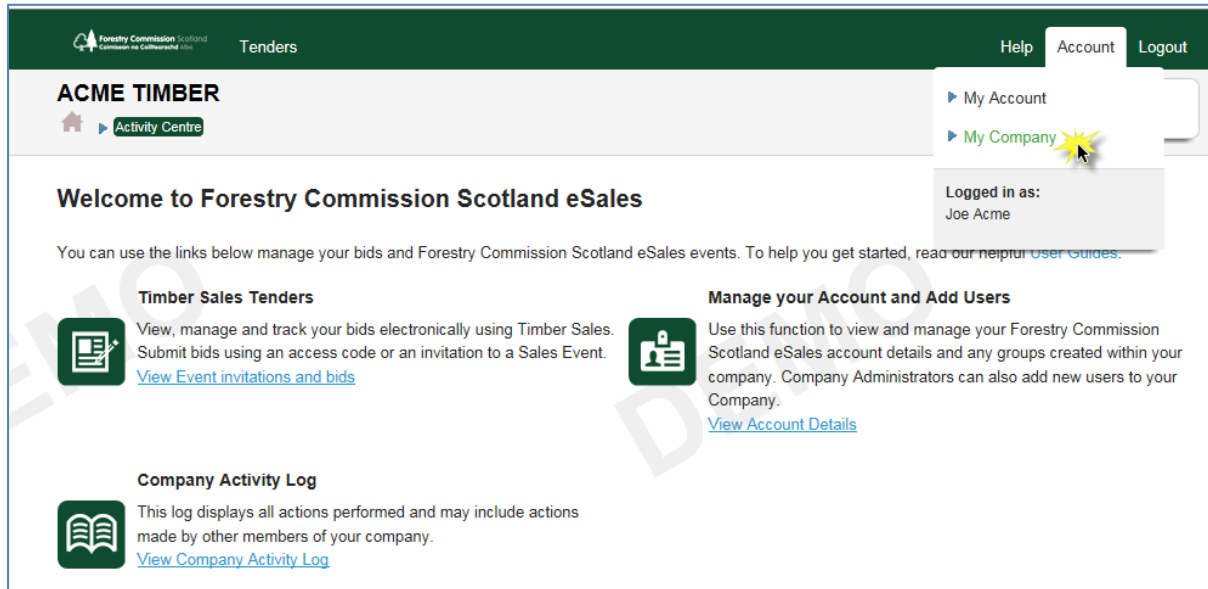 Forestry Commission Scotland
Coimisean na Coilltearachd Alba
Tenders
Help
Account
Logout
ACME TIMBER
Activity Centre
My Account
My Company
Logged in as:
Joe Acme
Welcome to Forestry Commission Scotland eSales
You can use the links below manage your bids and Forestry Commission Scotland eSales events. To help you get started, read our helpful User Guides.
Timber Sales Tenders
View, manage and track your bids electronically using Timber Sales.
Submit bids using an access code or an invitation to a Sales Event.
View Event invitations and bids
Manage your Account and Add Users
Use this function to view and manage your Forestry Commission
Scotland eSales account details and any groups created within your
company. Company Administrators can also add new users to your
Company.
View Account Details
Company Activity Log
This log displays all actions performed and may include actions
made by other members of your company.
View Company Activity Log
DEMO
DEMO